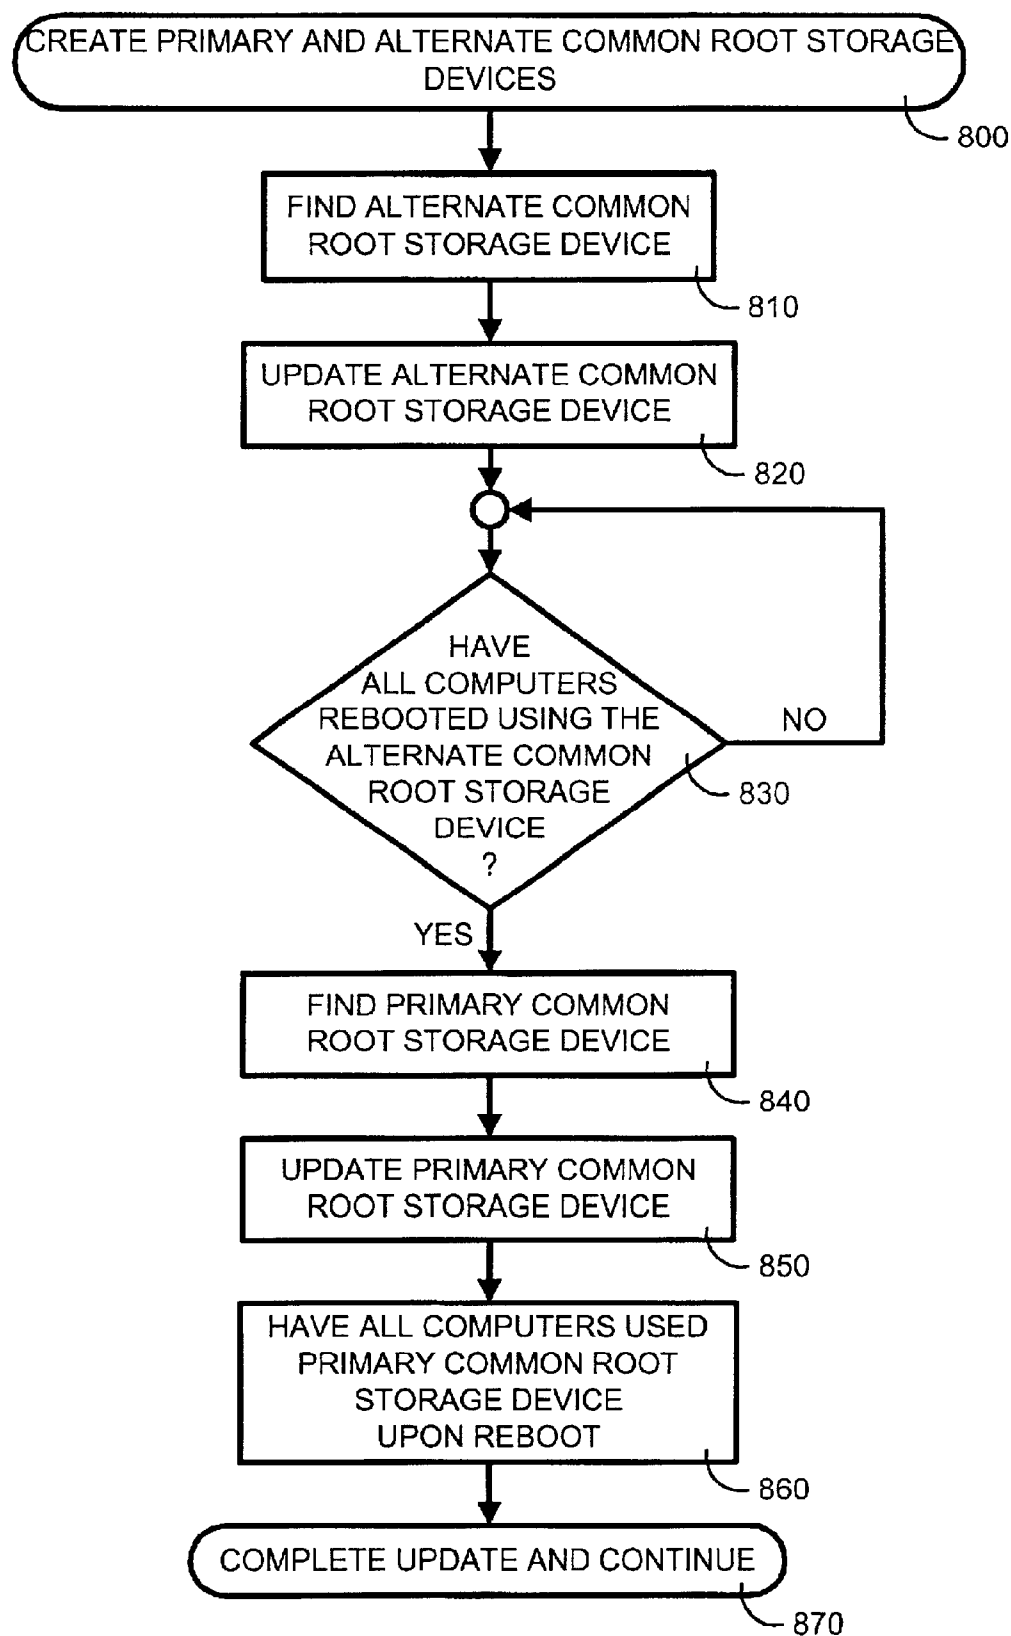 CREATE PRIMARY AND ALTERNATE COMMON ROOT STORAGE
DEVICES
800
FIND ALTERNATE COMMON
ROOT STORAGE DEVICE
810
UPDATE ALTERNATE COMMON
ROOT STORAGE DEVICE
820
HAVE
ALL COMPUTERS
REBOOTED USING THE
ALTERNATE COMMON
ROOT STORAGE
DEVICE
?
NO
830
YES
FIND PRIMARY COMMON
ROOT STORAGE DEVICE
840
UPDATE PRIMARY COMMON
ROOT STORAGE DEVICE
850
HAVE ALL COMPUTERS USED
PRIMARY COMMON ROOT
STORAGE DEVICE
UPON REBOOT
860
COMPLETE UPDATE AND CONTINUE
870